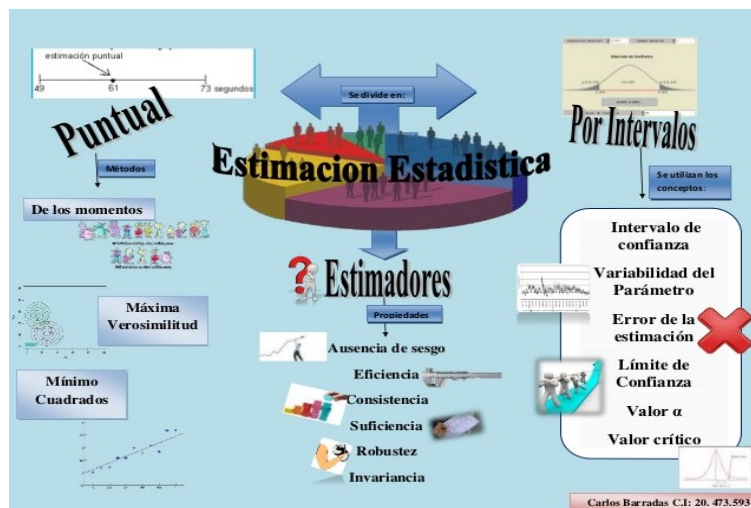 estimación puntual
49 61 73 segundos
Puntual
Métodos
De los momentos
Máxima
Verosimilitud
Mínimo
Cuadrados
Se divide en:
Estimacion Estadistica
Estimadores
Propiedades
Ausencia de sesgo
Eficiencia
Consistencia
Suficiencia
Robustez
Invariancia
Por Intervalos
Se utilizan los
conceptos:
Intervalo de
confianza
Variabilidad del
Parámetro
Error de la
estimación
Límite de
Confianza
Valor α
Valor crítico
Carlos Barradas C.I: 20. 473.593